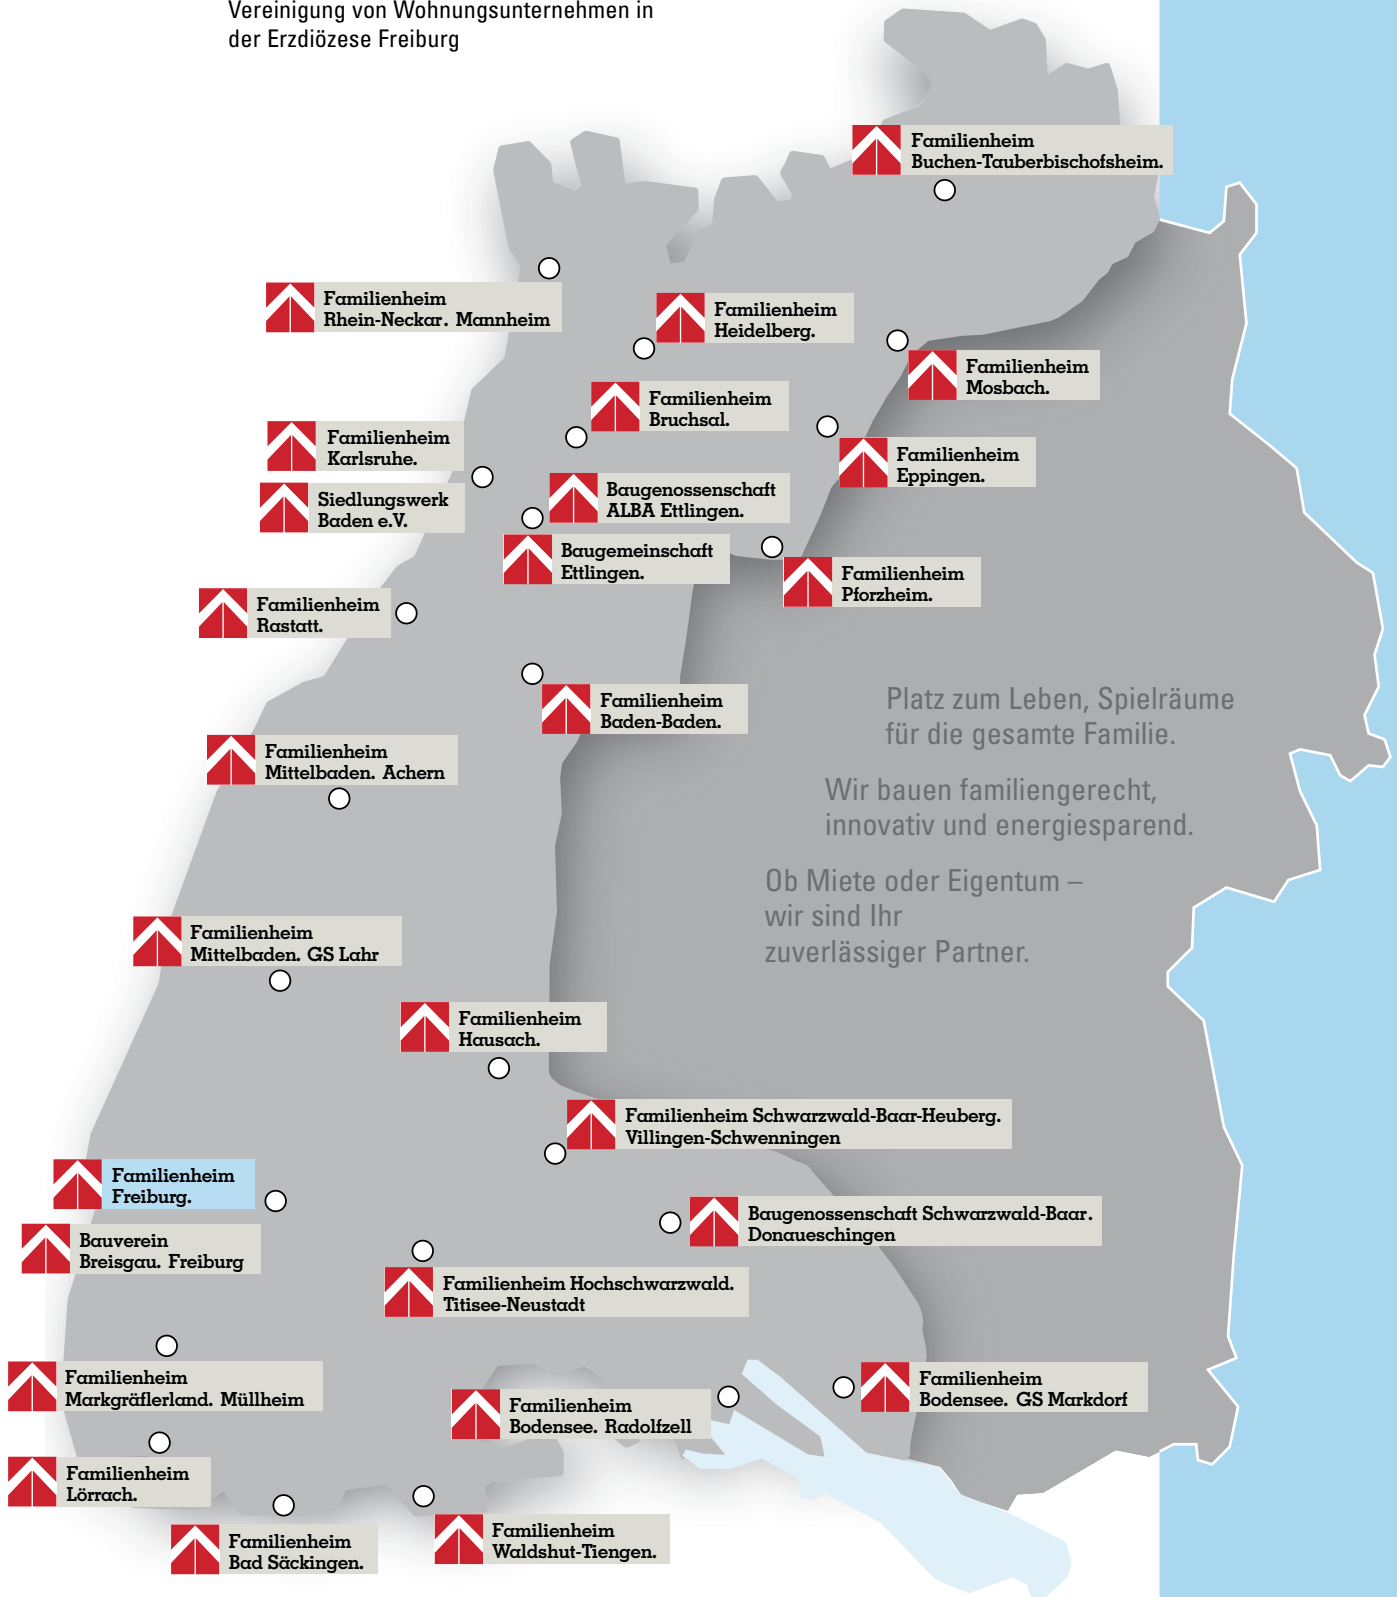 Vereinigung von Wohnungsunternehmen in
der Erzdiözese Freiburg
Familienheim
Buchen-Tauberbischofsheim.
Familienheim
Rhein-Neckar. Mannheim
Familienheim
Heidelberg.
Familienheim
Mosbach.
Familienheim
Bruchsal.
Familienheim
Karlsruhe.
Familienheim
Eppingen.
Siedlungswerk
Baden e.V.
Baugenossenschaft
ALBA Ettlingen.
Baugemeinschaft
Ettlingen.
Familienheim
Pforzheim.
Familienheim
Rastatt.
Familienheim
Baden-Baden.
Platz zum Leben, Spielräume
für die gesamte Familie.
Familienheim
Mittelbaden. Achern
Wir bauen familiengerecht,
innovativ und energiesparend.
Ob Miete oder Eigentum –
wir sind Ihr
zuverlässiger Partner.
Familienheim
Mittelbaden. GS Lahr
Familienheim
Hausach.
Familienheim Schwarzwald-Baar-Heuberg.
Villingen-Schwenningen
Familienheim
Freiburg.
Baugenossenschaft Schwarzwald-Baar.
Donaueschingen
Bauverein
Breisgau. Freiburg
Familienheim Hochschwarzwald.
Titisee-Neustadt
Familienheim
Markgräflerland. Müllheim
Familienheim
Bodensee. GS Markdorf
Familienheim
Bodensee. Radolfzell
Familienheim
Lörrach.
Familienheim
Waldshut-Tiengen.
Familienheim
Bad Säckingen.